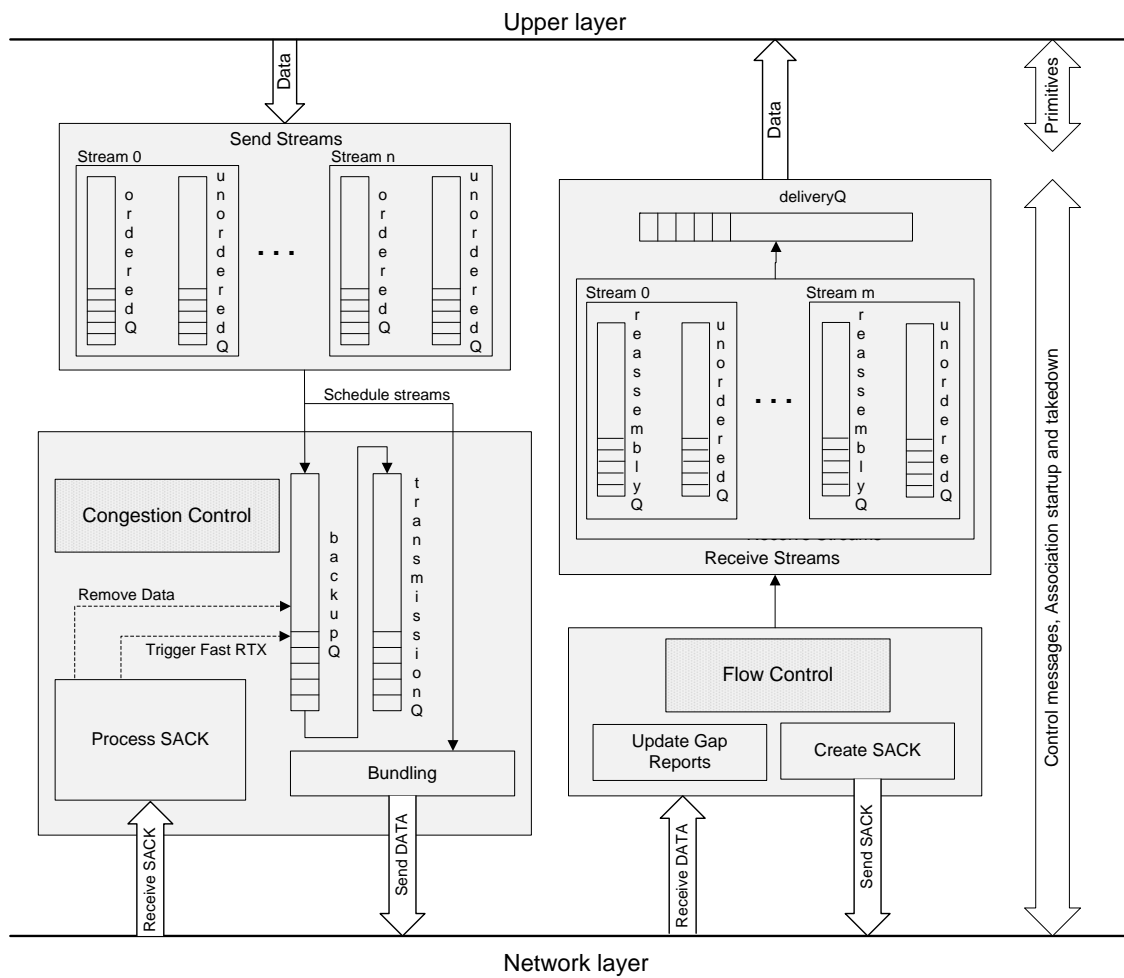 Upper layer
Data
Send Streams
Stream 0
orderedQ
unorderedQ
. . .
Stream n
orderedQ
unorderedQ
Schedule streams
Congestion Control
backupQ
transmissionQ
Remove Data
Trigger Fast RTX
Process SACK
Bundling
Receive SACK
Send DATA
Data
deliveryQ
Stream 0
reassemblyQ
unorderedQ
. . .
Stream m
reassemblyQ
unorderedQ
Receive Streams
Receive Streams
Flow Control
Update Gap
Reports
Create SACK
Receive DATA
Send SACK
Primitives
Control messages, Association startup and takedown
Network layer